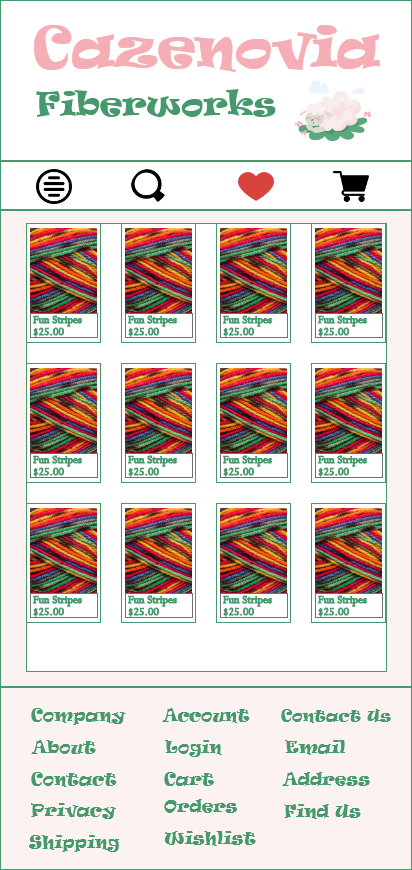 Cazenovia
Fiberworks
Fun Stripes Fun Stripes Fun Stripes Fun Stripes
$25.00 $25.00 $25.00 $25.00
Fun Stripes Fun Stripes Fun Stripes Fun Stripes
$25.00 $25.00 $25.00 $25.00
Fun Stripes Fun Stripes Fun Stripes Fun Stripes
$25.00 $25.00 $25.00 $25.00
Company Account Contact Us
About Login Email
Contact Cart Address
Privacy Orders Find Us
Shipping Wishlist